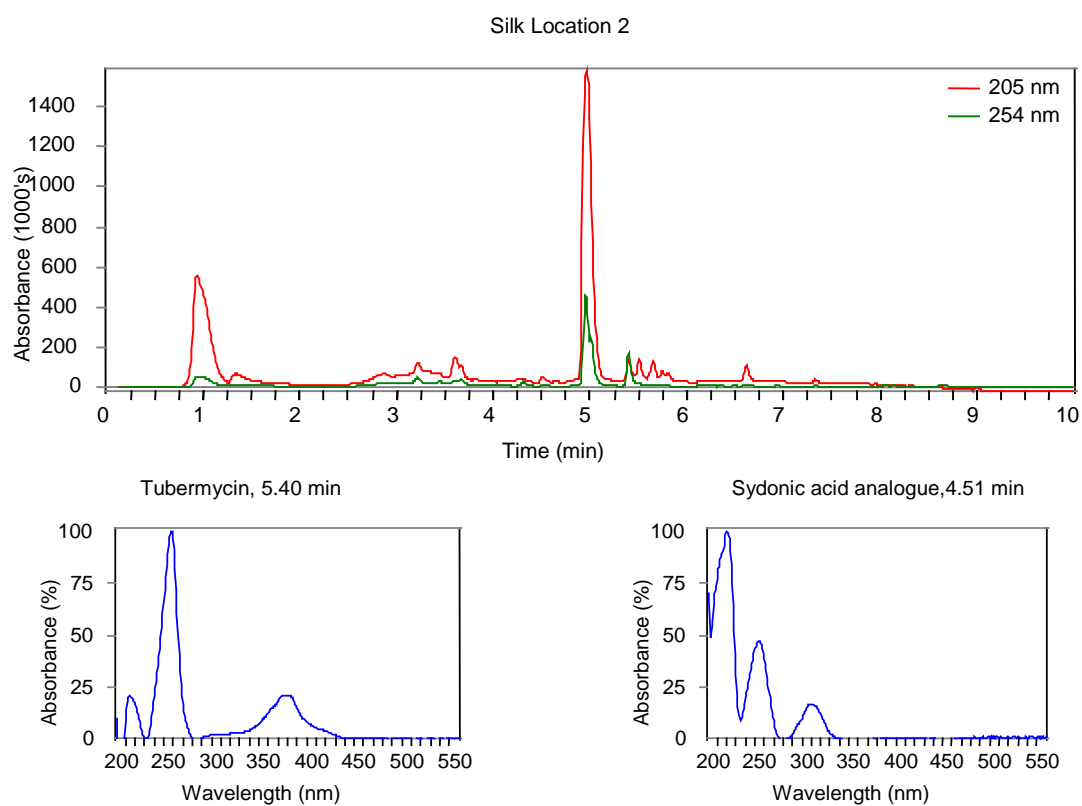 Silk Location 2
205 nm
254 nm
Absorbance (1000's)
1400
1200
1000
800
600
400
200
0
0 1 2 3 4 5 6 7 8 9 10
Time (min)
Tubermycin, 5.40 min
Absorbance (%)
100
75
50
25
0
200 250 300 350 400 450 500 550
Wavelength (nm)
Sydonic acid analogue,4.51 min
Absorbance (%)
100
75
50
25
0
200 250 300 350 400 450 500 550
Wavelength (nm)